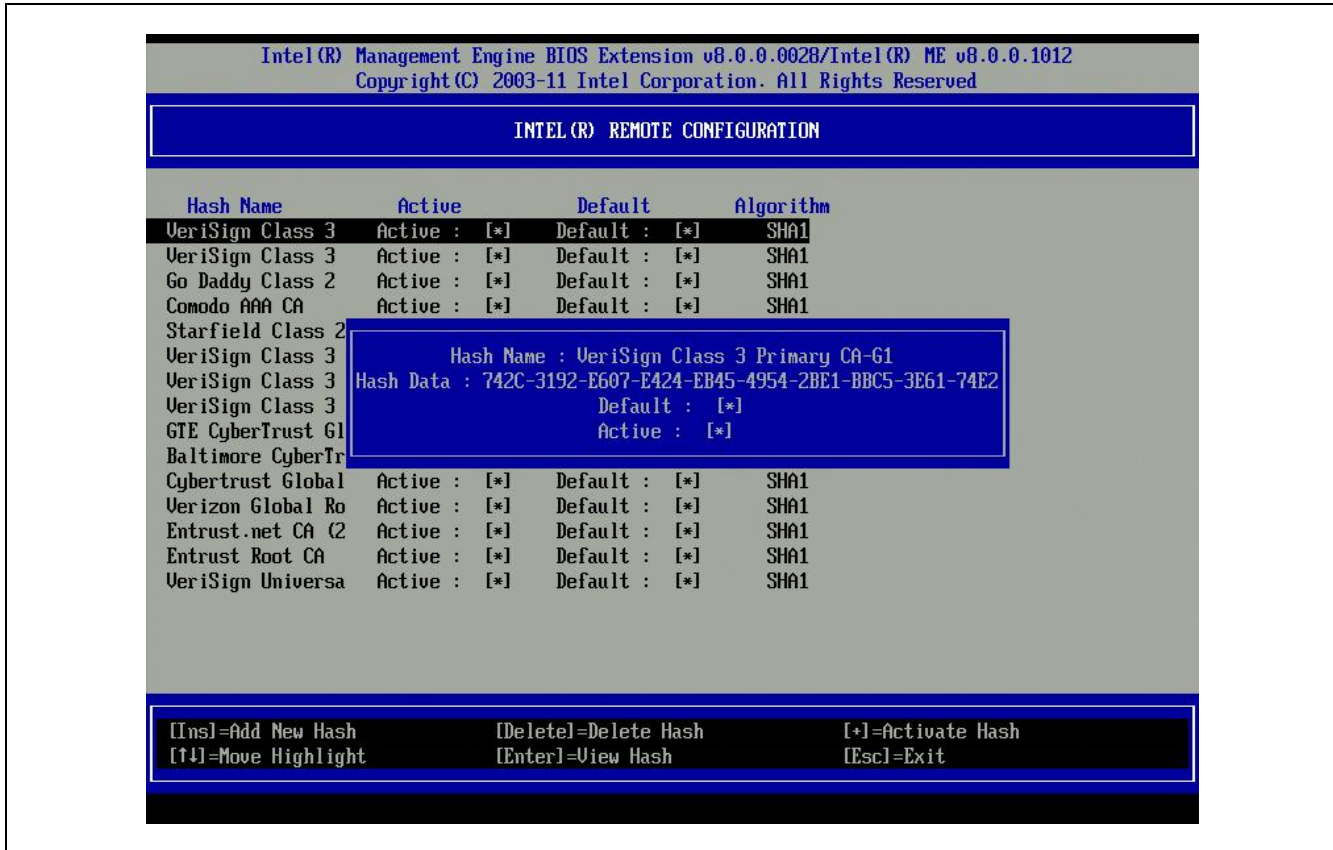 Intel(R) Management Engine BIOS Extension v8.0.0.0028/Intel(R) ME v8.0.0.1012
Copyright(C) 2003-11 Intel Corporation. All Rights Reserved
INTEL(R) REMOTE CONFIGURATION
Hash Name Active Default Algorithm
VeriSign Class 3 Active : [*] Default : [*] SHA1
VeriSign Class 3 Active : [*] Default : [*] SHA1
Go Daddy Class 2 Active : [*] Default : [*] SHA1
Comodo AAA CA Active : [*] Default : [*] SHA1
Starfield Class 2
VeriSign Class 3
VeriSign Class 3
VeriSign Class 3
GTE CyberTrust Gl
Baltimore CyberTr
Hash Name : VeriSign Class 3 Primary CA-G1
Hash Data : 742C-3192-E607-E424-EB45-4954-2BE1-BBC5-3E61-74E2
Default : [*]
Active : [*]
Cybertrust Global Active : [*] Default : [*] SHA1
Verizon Global Ro Active : [*] Default : [*] SHA1
Entrust.net CA (2 Active : [*] Default : [*] SHA1
Entrust Root CA Active : [*] Default : [*] SHA1
VeriSign Universa Active : [*] Default : [*] SHA1
[Ins]=Add New Hash [Delete]=Delete Hash [+]=Activate Hash
[↑↓]=Move Highlight [Enter]=View Hash [Esc]=Exit